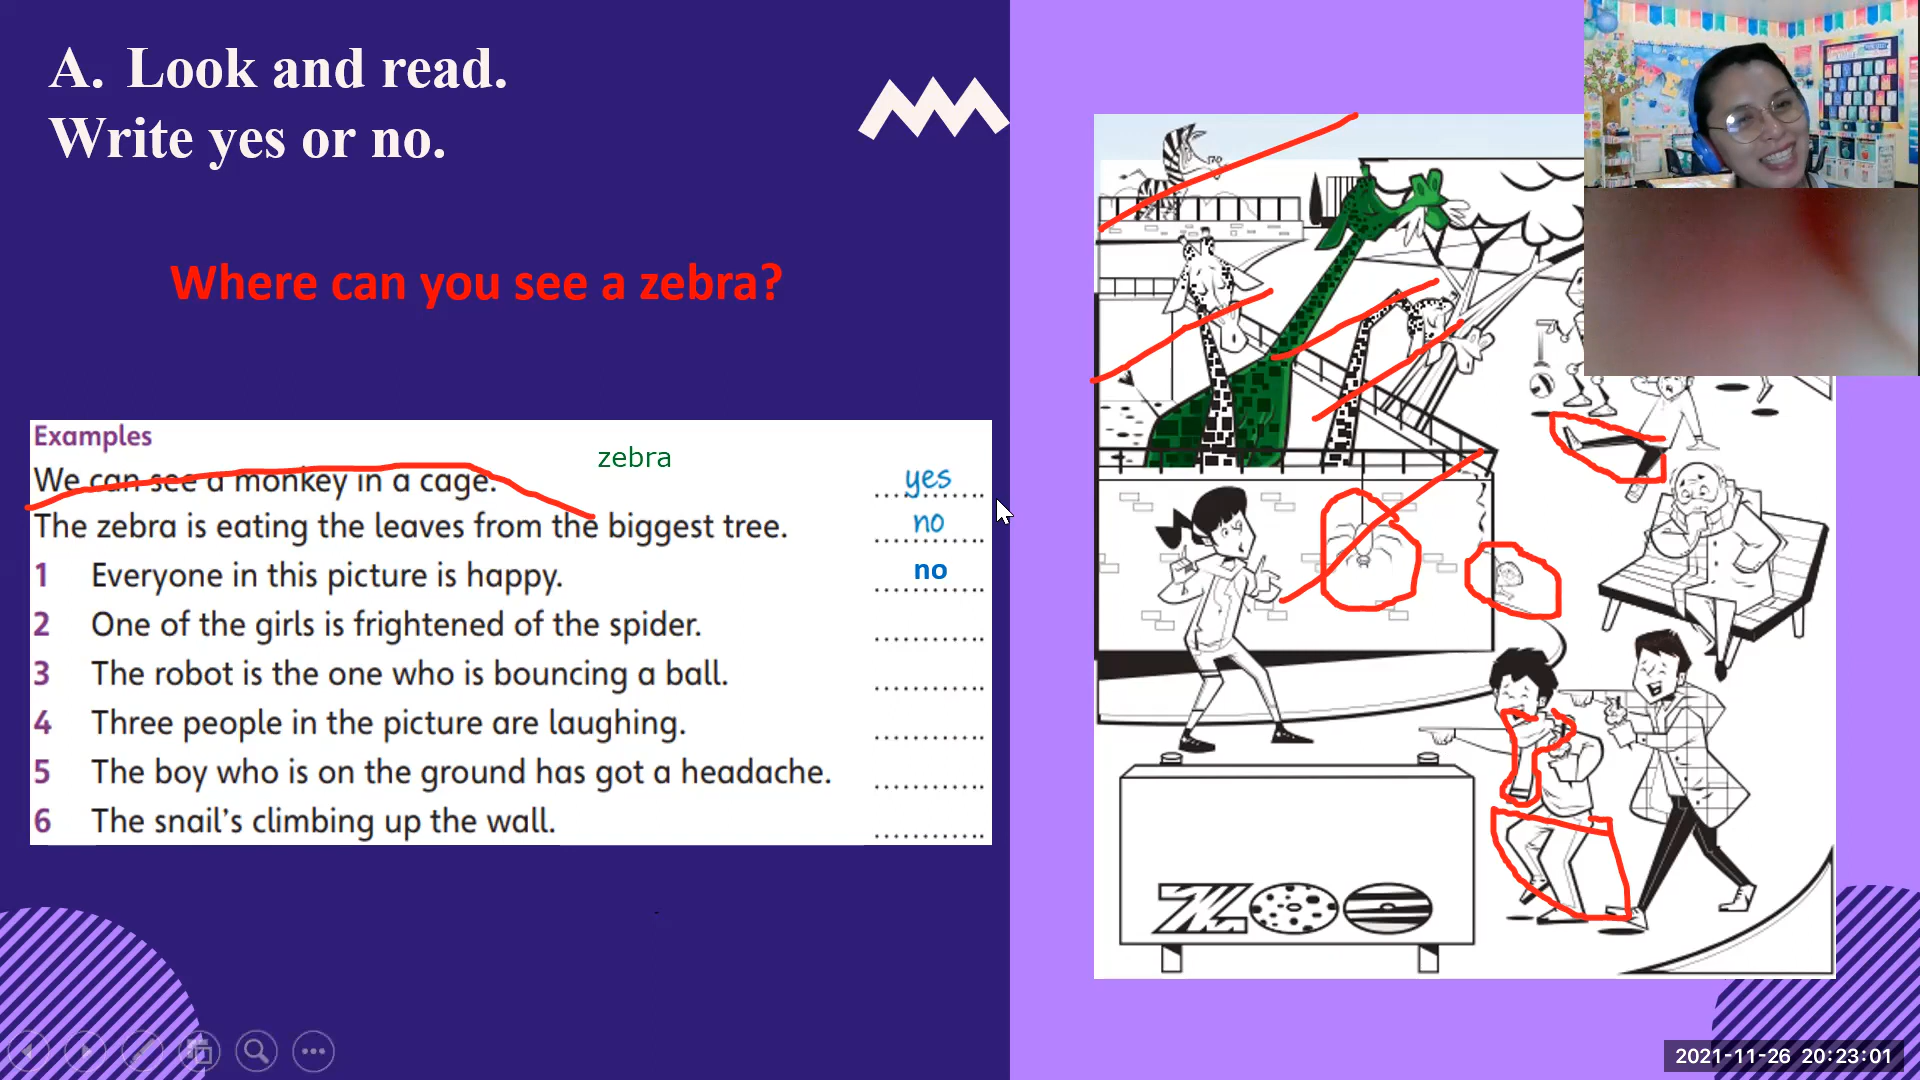 A. Look and read.
Write yes or no.
Where can you see a zebra?
Examples
zebra
We can see a monkey in a cage. yes
The zebra is eating the leaves from the biggest tree. no
1 Everyone in this picture is happy. no
2 One of the girls is frightened of the spider.
3 The robot is the one who is bouncing a ball.
4 Three people in the picture are laughing.
5 The boy who is on the ground has got a headache.
6 The snail's climbing up the wall.
ZOO
2021-11-26 20:23:01